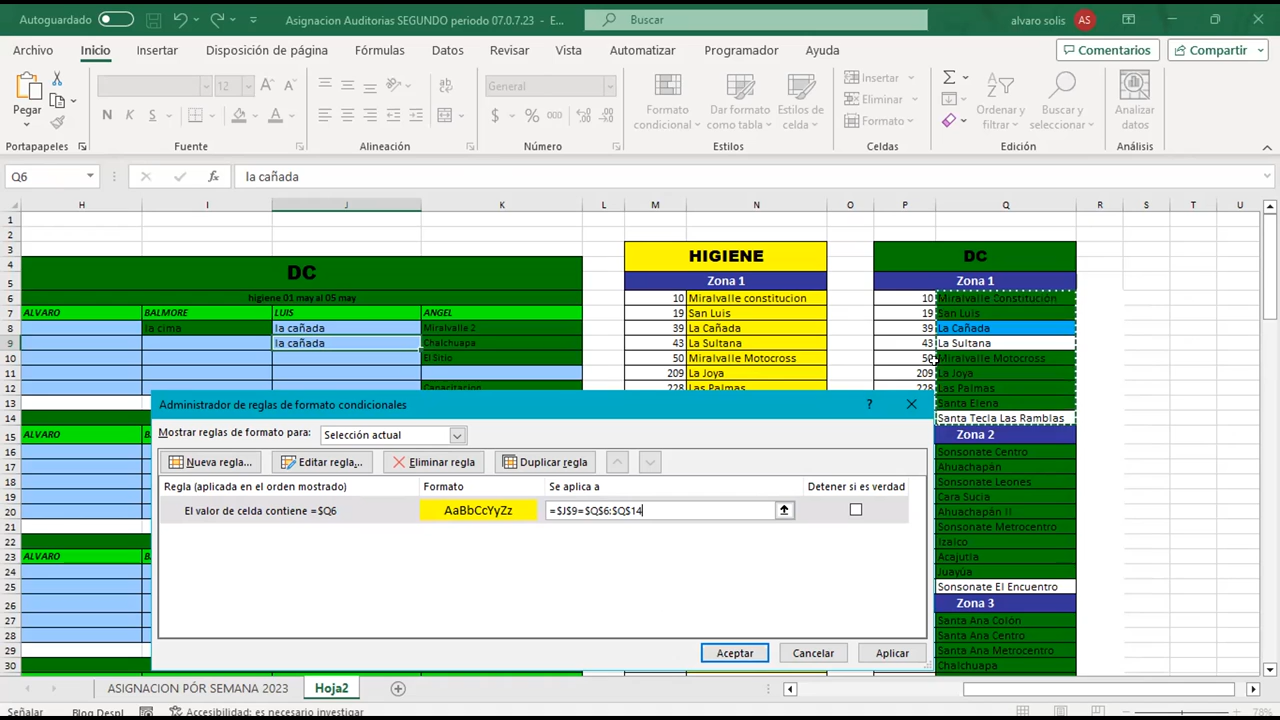 Autoguardado
Asignacion Auditorias SEGUNDO periodo 07.0.7.23 - E...
Buscar
alvaro solis AS
Archivo Inicio Insertar Disposición de página Fórmulas Datos Revisar Vista Automatizar Programador Ayuda
Comentarios Compartir
Pegar
12
General
Formato condicional
Dar formato como tabla
Estilos de celda
Insertar
Eliminar
Formato
Ordenar y filtrar
Buscar y seleccionar
Analizar datos
Portapapeles Fuente Alineación Número Estilos Celdas Edición Análisis
Q6 fx la cañada
H I J K L M N O P Q R S T U
1
2
3 HIGIENE DC
4 DC
5 Zona 1 Zona 1
6 higiene 01 may al 05 may 10 Miralvalle constitucion 10 Miralvalle Constitución
7 ALVARO BALMORE LUIS ANGEL 19 San Luis 19 San Luis
8 la cima la cañada Miralvalle 2 39 La Cañada 39 La Cañada
9 la cañada Chalchuapa 43 La Sultana 43 La Sultana
10 El Sitio 50 Miralvalle Motocross 50 Miralvalle Motocross
11 209 La Joya 209 La Joya
12 Capacitacion 228 Las Palmas 228 Las Palmas
13 Santa Elena
14 Santa Tecla Las Ramblas
15 ALVARO Zona 2
16 Sonsonate Centro
17 Ahuachapán
18 Sonsonate Leones
19 Cara Sucia
20 Ahuachapán II
21 Sonsonate Metrocentro
22 Izalco
23 ALVARO Acajutla
24 Juayúa
25 Sonsonate El Encuentro
26 Zona 3
27 Santa Ana Colón
28 Santa Ana Centro
29 Santa Ana Metrocentro
30 Chalchuapa
Administrador de reglas de formato condicionales ?
Mostrar reglas de formato para: Selección actual
Nueva regla... Editar regla... Eliminar regla Duplicar regla
Regla (aplicada en el orden mostrado) Formato Se aplica a Detener si es verdad
El valor de celda contiene =$Q6 AaBbCcYyZz =$J$9=$Q$6:$Q$14
Aceptar Cancelar Aplicar
ASIGNACION PÓR SEMANA 2023 Hoja2
Señalar Bloq Despl Accesibilidad: es necesario investigar 78%